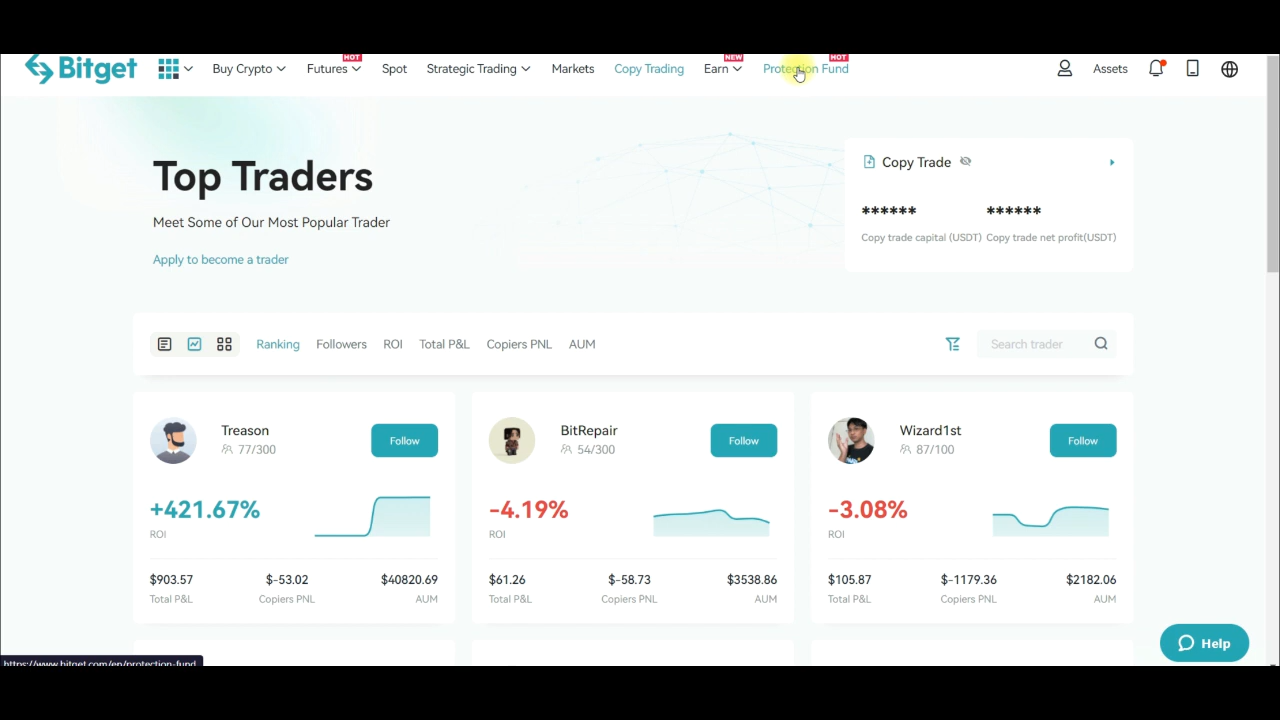 HOT
NEW
HOT
Bitget
Buy Crypto
Futures
Spot
Strategic Trading
Markets
Copy Trading
Earn
Protection Fund
Assets
Top Traders
Meet Some of Our Most Popular Trader
Apply to become a trader
Copy Trade
****** ******
Copy trade capital (USDT) Copy trade net profit(USDT)
Ranking Followers ROI Total P&L Copiers PNL AUM
Search trader
Treason
77/300
Follow
+421.67%
ROI
$903.57 $-53.02 $40820.69
Total P&L Copiers PNL AUM
BitRepair
54/300
Follow
-4.19%
ROI
$61.26 $-58.73 $3538.86
Total P&L Copiers PNL AUM
Wizard1st
87/100
Follow
-3.08%
ROI
$105.87 $-1179.36 $2182.06
Total P&L Copiers PNL AUM
Help
https://www.bitget.com/en/protection-fund